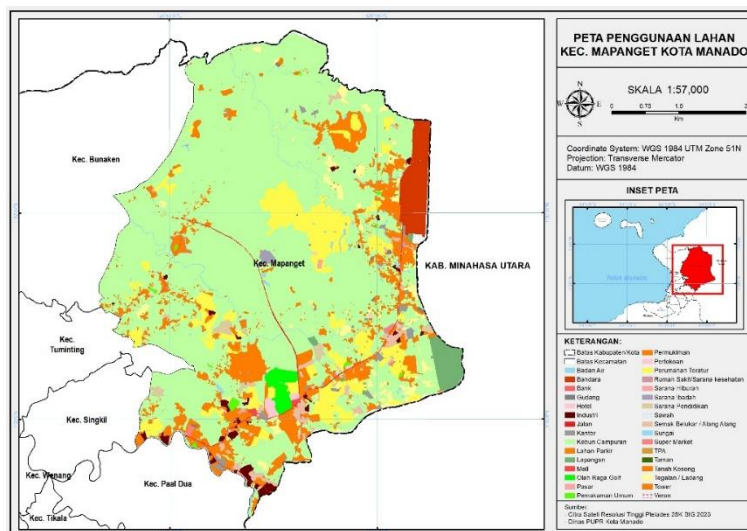 PETA PENGGUNAAN LAHAN
KEC. MAPANGET KOTA MANADO
N
W
E
S
SKALA 1:57,000
Km
Coordinate System: WGS 1984 UTM Zone 51N
Projection: Transverse Mercator
Datum: WGS 1984
INSET PETA
Kec. Bunaken
Kec. Mapanget
KAB. MINAHASA UTARA
Kec.
Tuminting
Kec. Singkil
Kec. Wenang
Kec. Tikala
Kec. Paal Dua
KETERANGAN:
Batas Kabupaten/Kota
Batas Kecamatan
Badan Air
Bandara
Bank
Gudang
Hotel
Industri
Jalan
Kantor
Kebun Campuran
Lahan Parkir
Lapangan
Mall
Olah Raga Golf
Pasar
Pemakaman Umum
Permukiman
Pertokoan
Perumahan Teratur
Rumah Sakit/Sarana kesehatan
Sarana Hiburan
Sarana Ibadah
Sarana Pendidikan
Sawah
Semak Belukar / Alang Alang
Sungai
Super Market
TPA
Taman
Tanah Kosong
Tegalan / Ladang
Tower
Sumber:
- Citra Satelit Resolusi Tinggi Pleiades
- Dinas PUPR Kota Manado